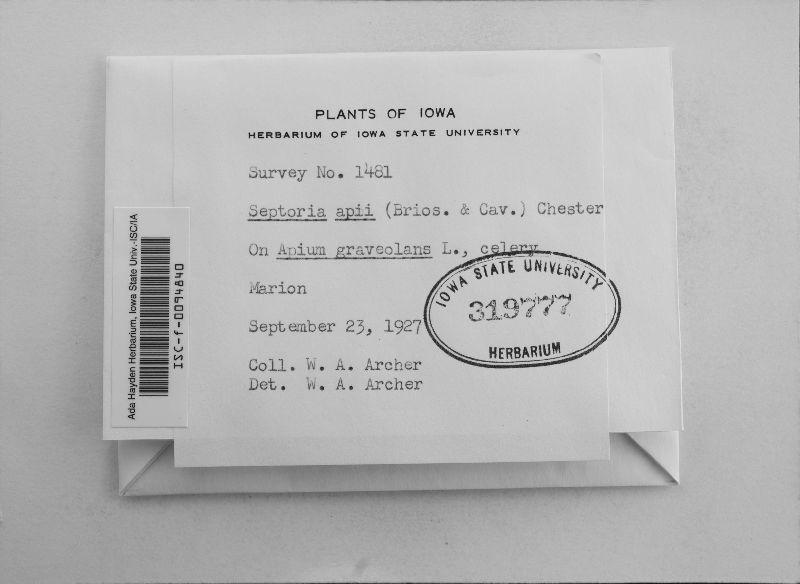 PLANTS OF IOWA
HERBARIUM OF IOWA STATE UNIVERSITY
Survey No. 1481
Septoria apii (Brios. & Cav.) Chester
On Apium graveolans L., celery
Marion
September 23, 1927
Coll. W. A. Archer
Det. W. A. Archer
IOWA STATE UNIVERSITY
319777
HERBARIUM
Ada Hayden Herbarium, Iowa State Univ.-ISC/IA
ISC-f-0094840